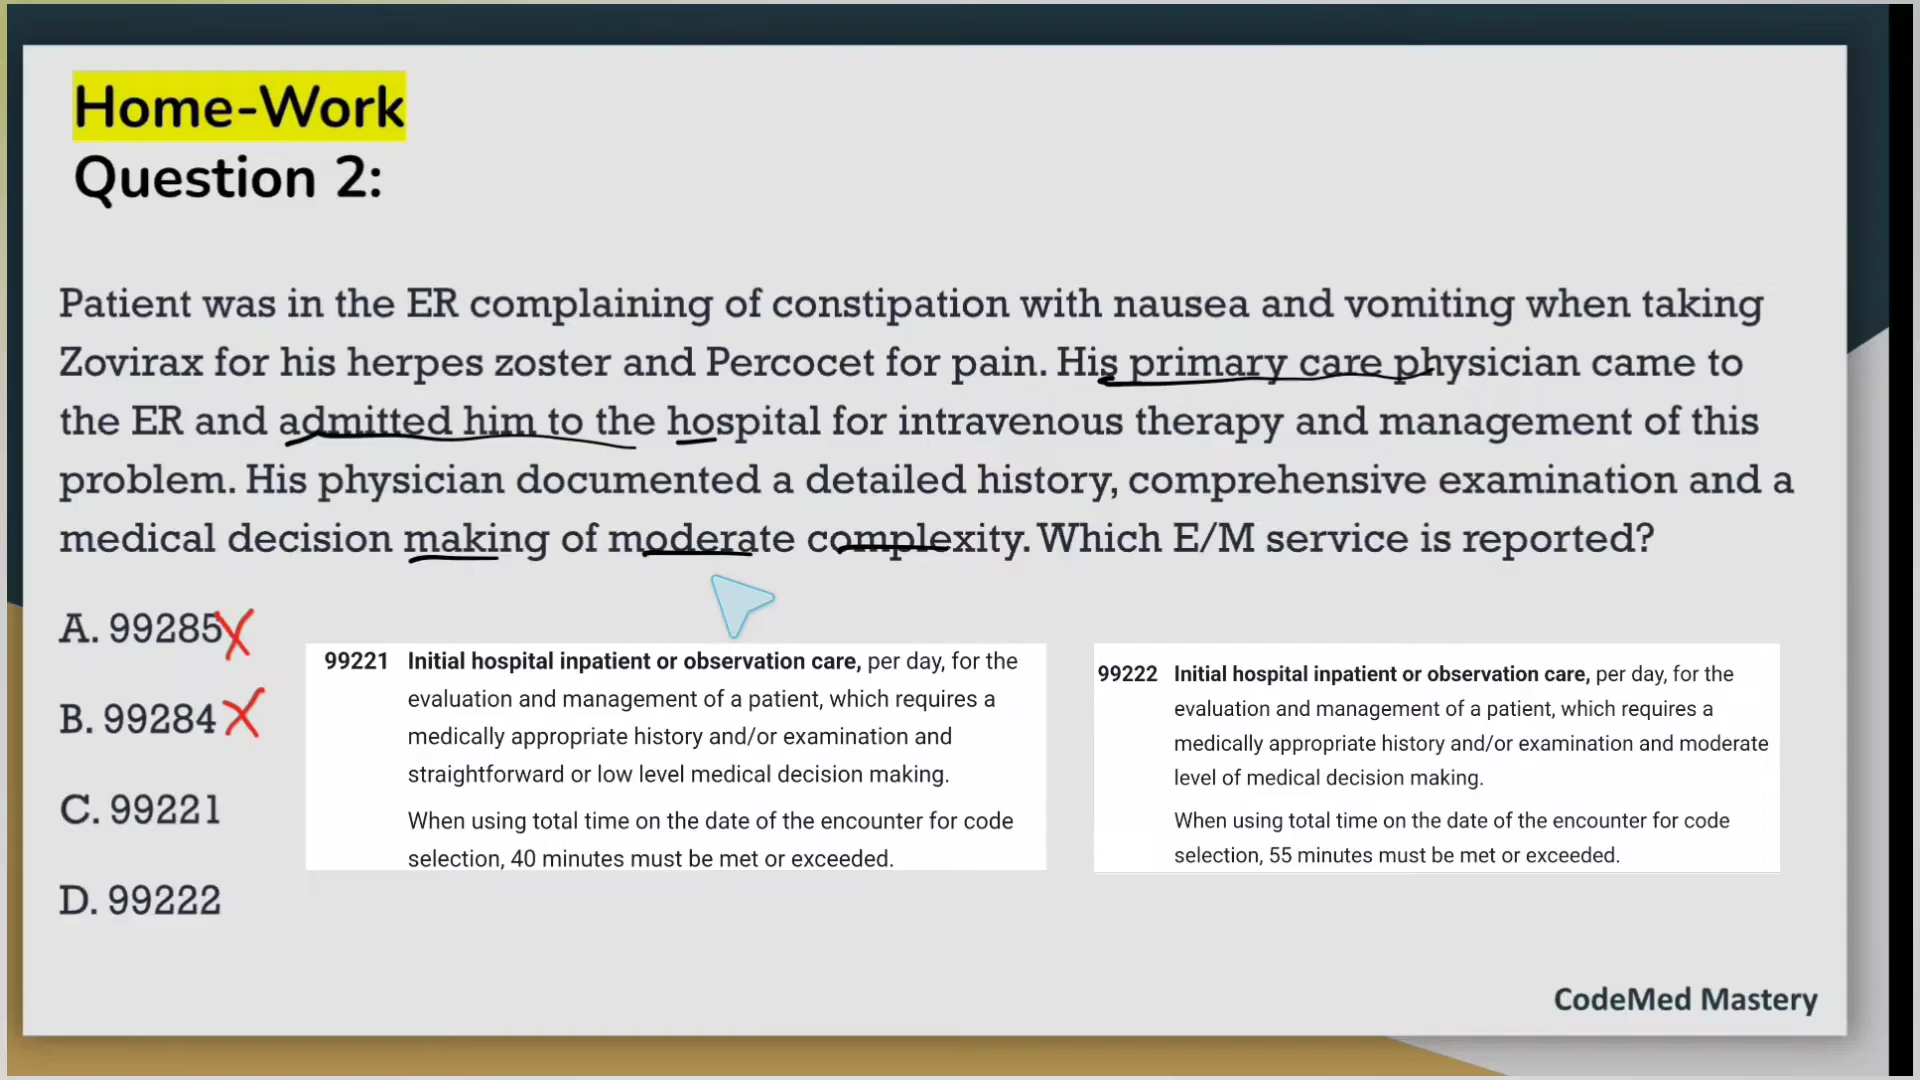 Home-Work
Question 2:
Patient was in the ER complaining of constipation with nausea and vomiting when taking
Zovirax for his herpes zoster and Percocet for pain. His primary care physician came to
the ER and admitted him to the hospital for intravenous therapy and management of this
problem. His physician documented a detailed history, comprehensive examination and a
medical decision making of moderate complexity. Which E/M service is reported?
A. 99285
B. 99284
C. 99221
D. 99222
99221 Initial hospital inpatient or observation care, per day, for the
evaluation and management of a patient, which requires a
medically appropriate history and/or examination and
straightforward or low level medical decision making.
When using total time on the date of the encounter for code
selection, 40 minutes must be met or exceeded.
99222 Initial hospital inpatient or observation care, per day, for the
evaluation and management of a patient, which requires a
medically appropriate history and/or examination and moderate
level of medical decision making.
When using total time on the date of the encounter for code
selection, 55 minutes must be met or exceeded.
CodeMed Mastery